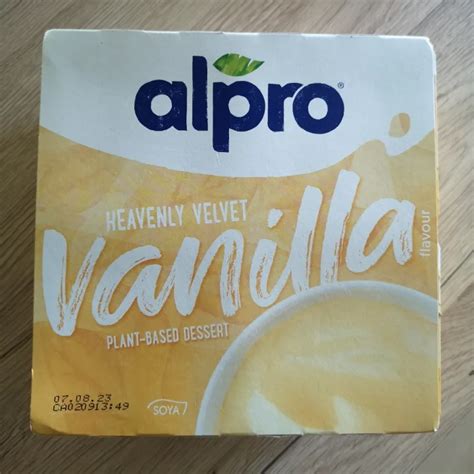 alpro®
HEAVENLY VELVET
Vanilla
flavour
PLANT-BASED DESSERT
07.08.23
CA020913:49
SOYA